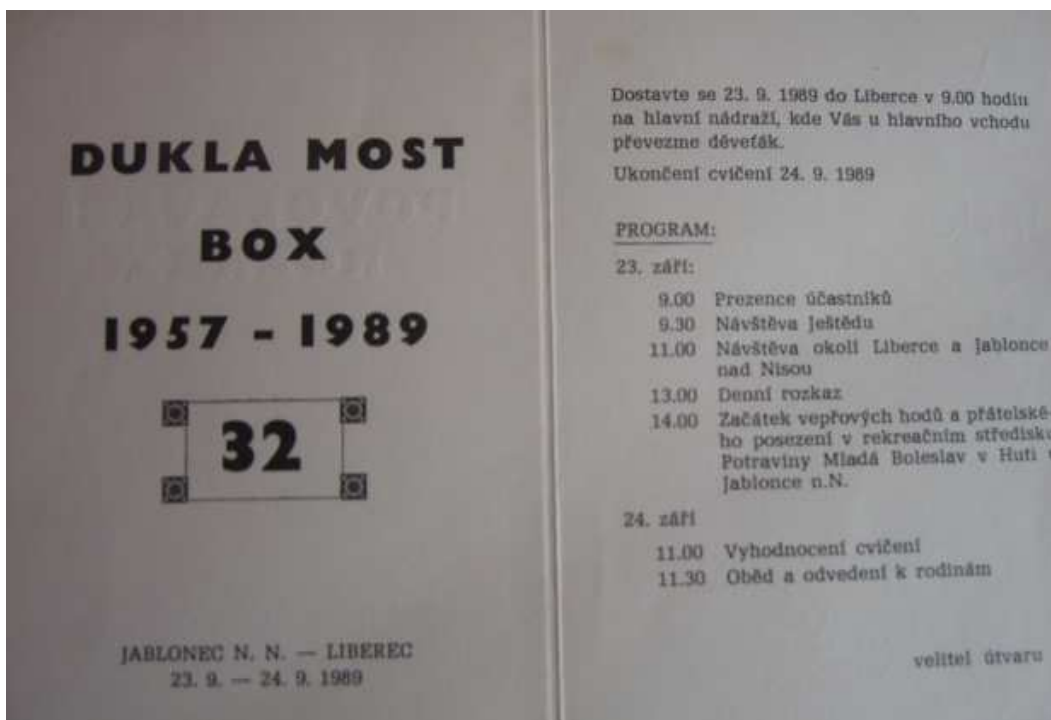 DUKLA MOST
BOX
1957 - 1989
32
JABLONEC N. N. — LIBEREC
23. 9. — 24. 9. 1989
Dostavte se 23. 9. 1989 do Liberce v 9.00 hodin
na hlavní nádraží, kde Vás u hlavního vchodu
převezme děveťák.
Ukončení cvičení 24. 9. 1989
PROGRAM:
23. září:
9.00 Prezence účastníků
9.30 Návštěva Ještědu
11.00 Návštěva okolí Liberce a Jablonce
nad Nisou
13.00 Denní rozkaz
14.00 Začátek vepřových hodů a přátelské-
ho posezení v rekreačním středisku
Potraviny Mladá Boleslav v Huti
Jablonce n.N.
24. září
11.00 Vyhodnocení cvičení
11.30 Oběd a odvedení k rodinám
velitel útvaru